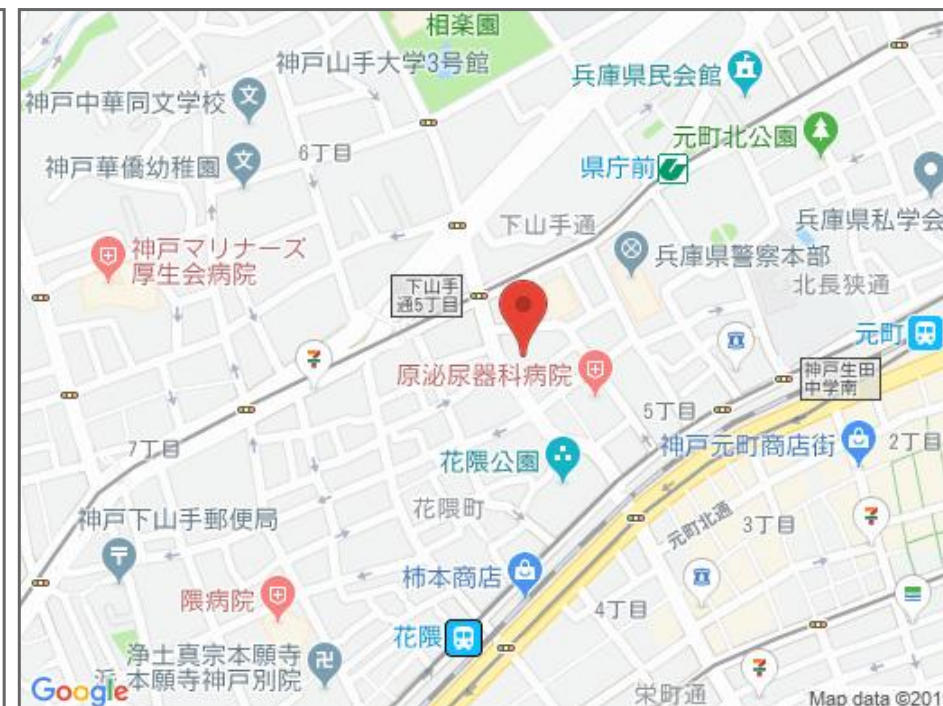 相楽園
神戸山手大学3号館
兵庫県民会館
神戸中華同文学校
文
元町北公園
6丁目
神戸華僑幼稚園
文
県庁前
兵庫県私学会
下山手通
神戸マリナーズ
厚生会病院
兵庫県警察本部
北長狭通
下山手
通5丁目
元町
7
原泌尿器科病院
神戸生田
中学南
5丁目
7丁目
花隈公園
神戸元町商店街
2丁目
花隈町
神戸下山手郵便局
元町北通
3丁目
7
柿本商店
隈病院
4丁目
花隈
浄土真宗本願寺
本願寺神戸別院
7
栄町通
Google
Map data ©201